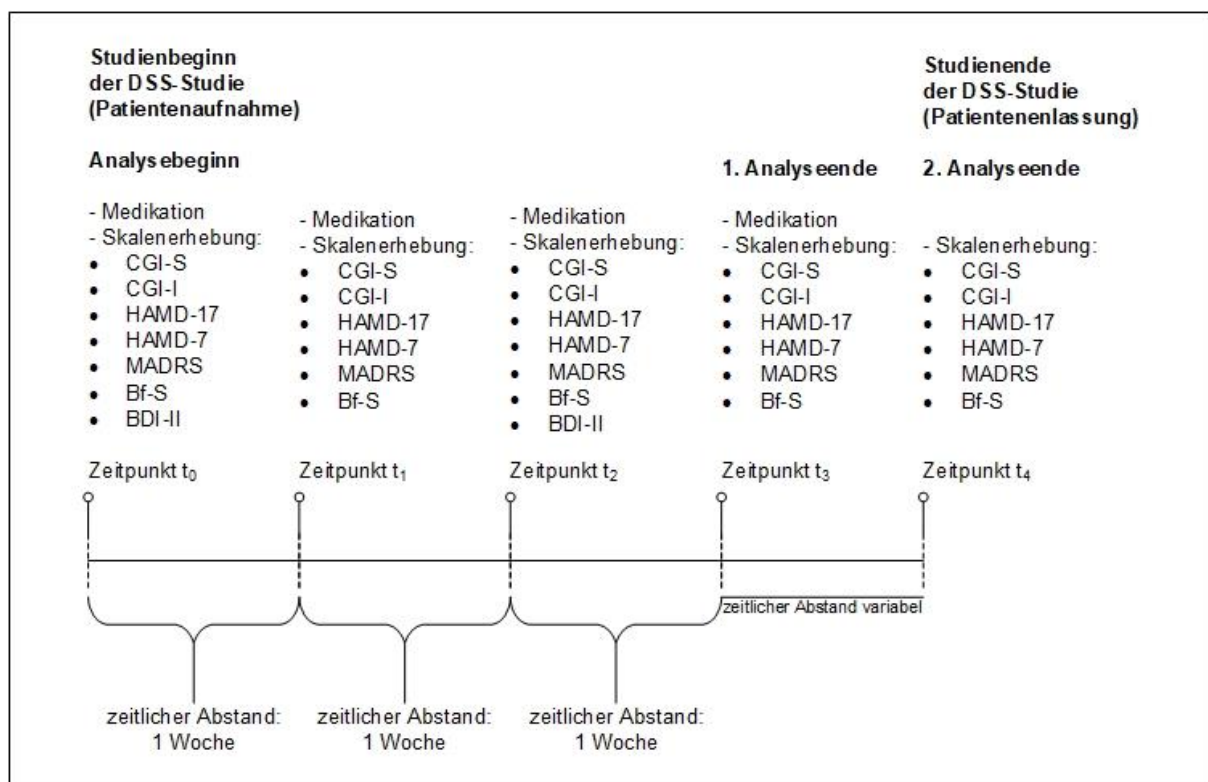 Studienbeginn
der DSS-Studie
(Patientenaufnahme)
Analysebeginn
- Medikation
- Skalenerhebung:
• CGI-S
• CGI-I
• HAMD-17
• HAMD-7
• MADRS
• Bf-S
• BDI-II
Zeitpunkt t₀
- Medikation
- Skalenerhebung:
• CGI-S
• CGI-I
• HAMD-17
• HAMD-7
• MADRS
• Bf-S
Zeitpunkt t₁
- Medikation
- Skalenerhebung:
• CGI-S
• CGI-I
• HAMD-17
• HAMD-7
• MADRS
• Bf-S
• BDI-II
Zeitpunkt t₂
1. Analyseende
- Medikation
- Skalenerhebung:
• CGI-S
• CGI-I
• HAMD-17
• HAMD-7
• MADRS
• Bf-S
Zeitpunkt t₃
Studienende
der DSS-Studie
(Patientenenlassung)
2. Analyseende
- Skalenerhebung:
• CGI-S
• CGI-I
• HAMD-17
• HAMD-7
• MADRS
• Bf-S
Zeitpunkt t₄
zeitlicher Abstand variabel
zeitlicher Abstand:
1 Woche
zeitlicher Abstand:
1 Woche
zeitlicher Abstand:
1 Woche